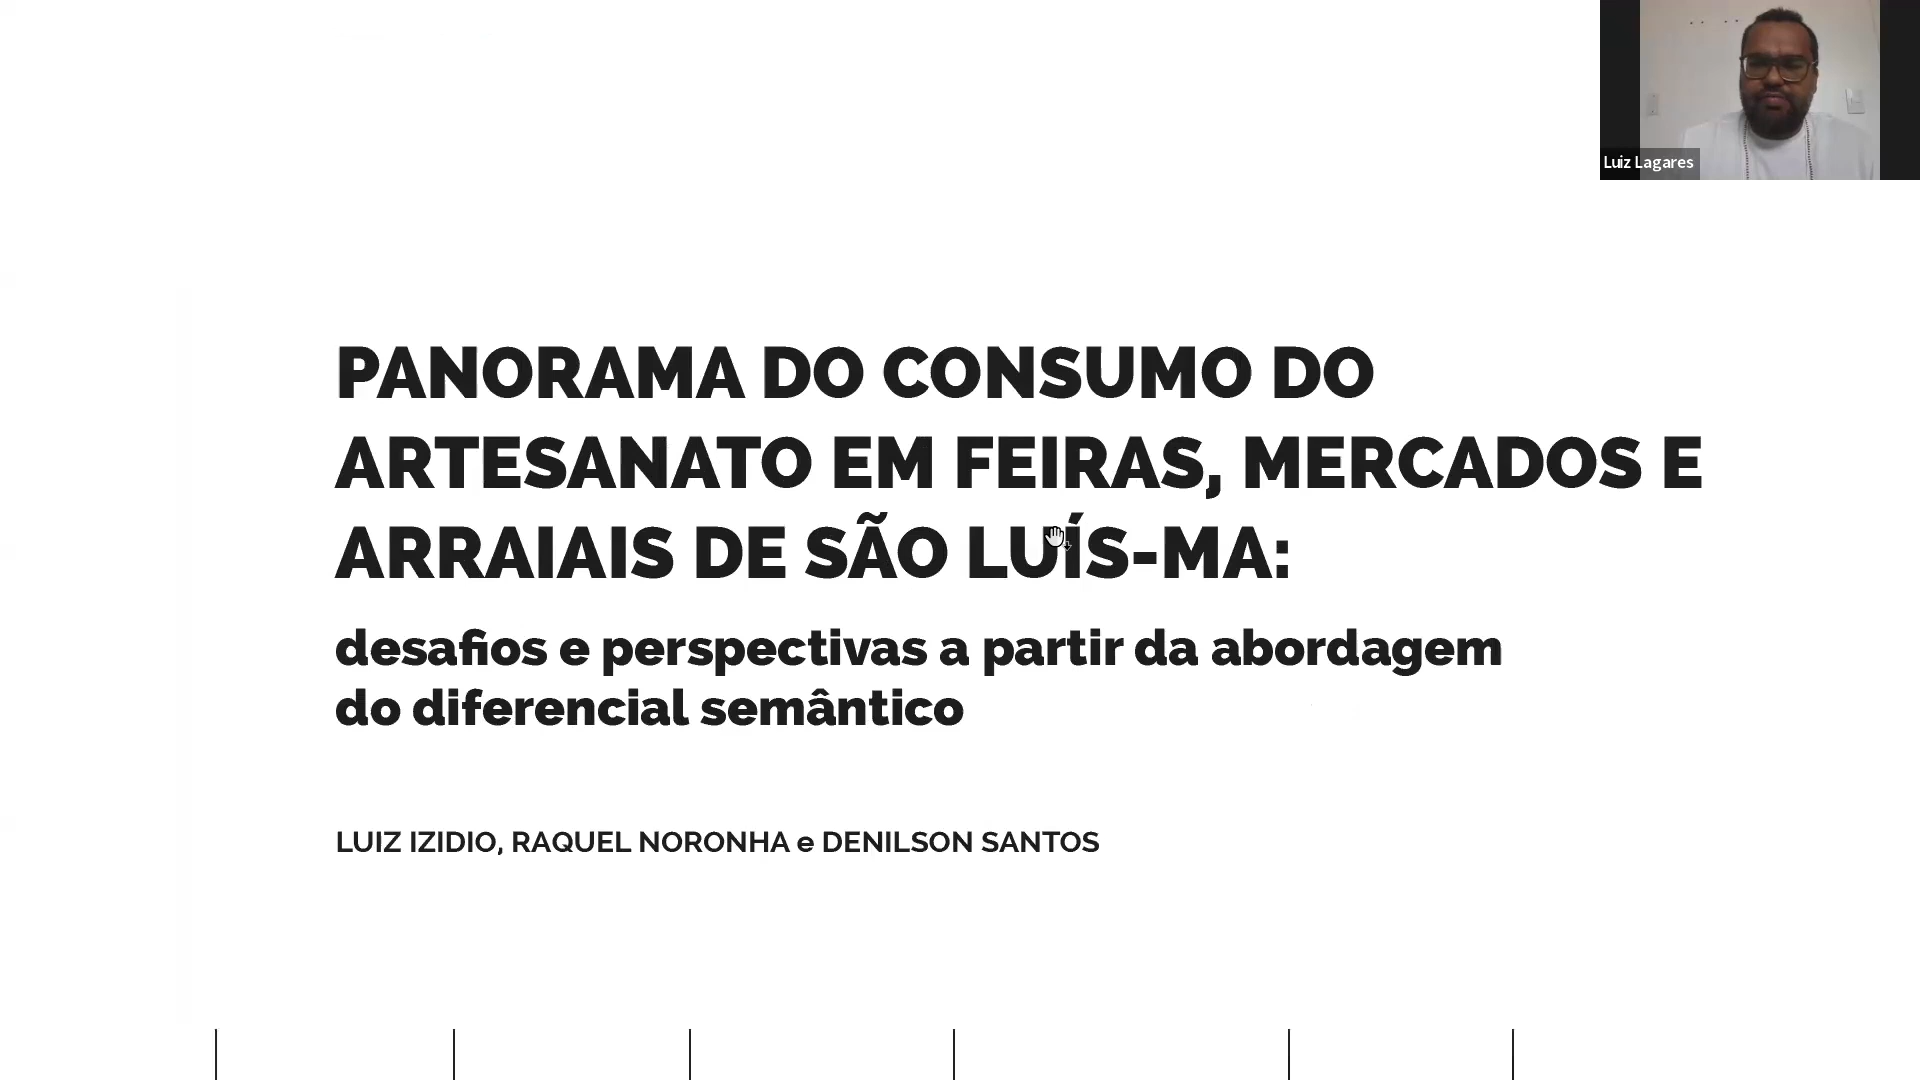 Luiz Lagares
PANORAMA DO CONSUMO DO
ARTESANATO EM FEIRAS, MERCADOS E
ARRAIAIS DE SÃO LUÍS-MA:
desafios e perspectivas a partir da abordagem
do diferencial semântico
LUIZ IZIDIO, RAQUEL NORONHA e DENILSON SANTOS